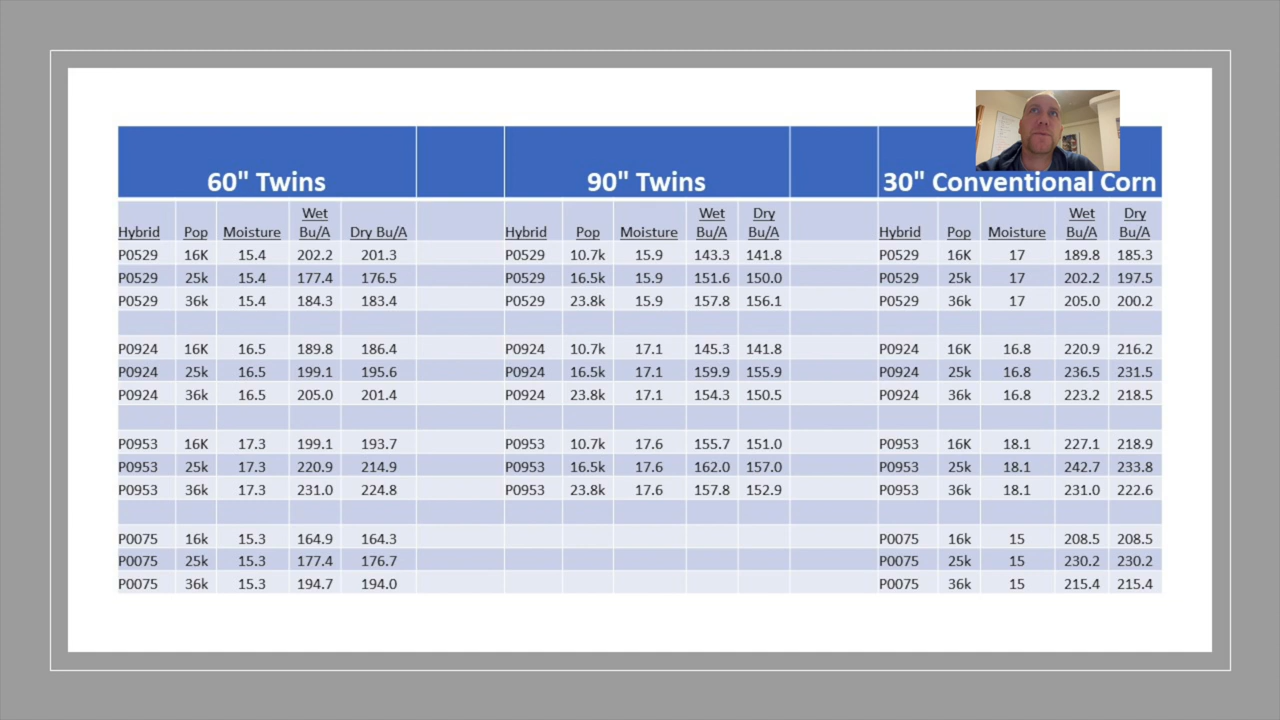 60" Twins 90" Twins 30" Conventional Corn
Hybrid Pop Moisture Wet Bu/A Dry Bu/A Hybrid Pop Moisture Wet Bu/A Dry Bu/A Hybrid Pop Moisture Wet Bu/A Dry Bu/A
P0529 16K 15.4 202.2 201.3 P0529 10.7k 15.9 143.3 141.8 P0529 16K 17 189.8 185.3
P0529 25k 15.4 177.4 176.5 P0529 16.5k 15.9 151.6 150.0 P0529 25k 17 202.2 197.5
P0529 36k 15.4 184.3 183.4 P0529 23.8k 15.9 157.8 156.1 P0529 36k 17 205.0 200.2
P0924 16K 16.5 189.8 186.4 P0924 10.7k 17.1 145.3 141.8 P0924 16K 16.8 220.9 216.2
P0924 25k 16.5 199.1 195.6 P0924 16.5k 17.1 159.9 155.9 P0924 25k 16.8 236.5 231.5
P0924 36k 16.5 205.0 201.4 P0924 23.8k 17.1 154.3 150.5 P0924 36k 16.8 223.2 218.5
P0953 16K 17.3 199.1 193.7 P0953 10.7k 17.6 155.7 151.0 P0953 16K 18.1 227.1 218.9
P0953 25k 17.3 220.9 214.9 P0953 16.5k 17.6 162.0 157.0 P0953 25k 18.1 242.7 233.8
P0953 36k 17.3 231.0 224.8 P0953 23.8k 17.6 157.8 152.9 P0953 36k 18.1 231.0 222.6
P0075 16k 15.3 164.9 164.3 P0075 16k 15 208.5 208.5
P0075 25k 15.3 177.4 176.7 P0075 25k 15 230.2 230.2
P0075 36k 15.3 194.7 194.0 P0075 36k 15 215.4 215.4